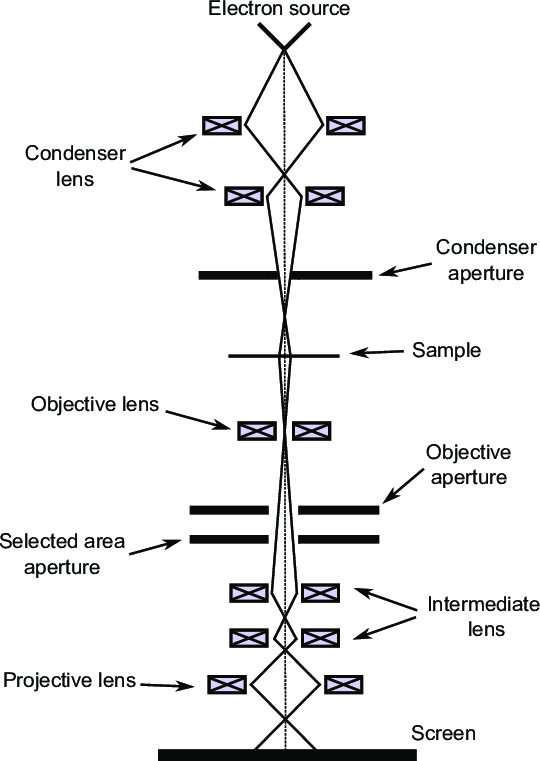 Electron source
Condenser
lens
Condenser
aperture
Sample
Objective lens
Objective
aperture
Selected area
aperture
Intermediate
lens
Projective lens
Screen